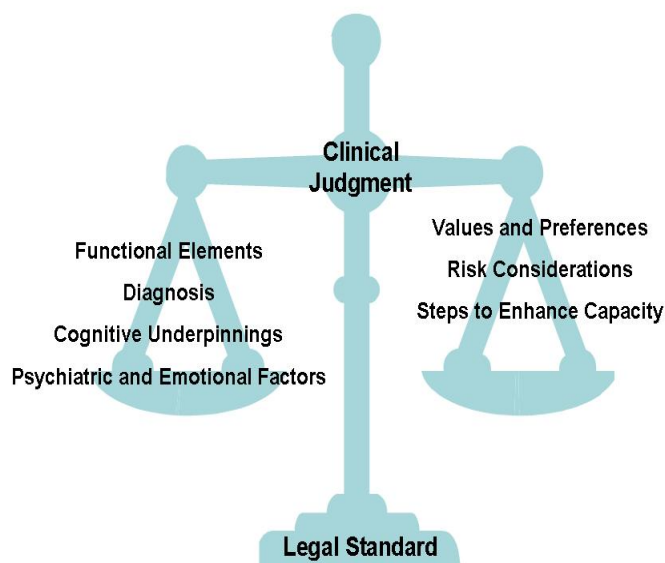 Clinical
Judgment
Functional Elements
Diagnosis
Cognitive Underpinnings
Psychiatric and Emotional Factors
Values and Preferences
Risk Considerations
Steps to Enhance Capacity
Legal Standard